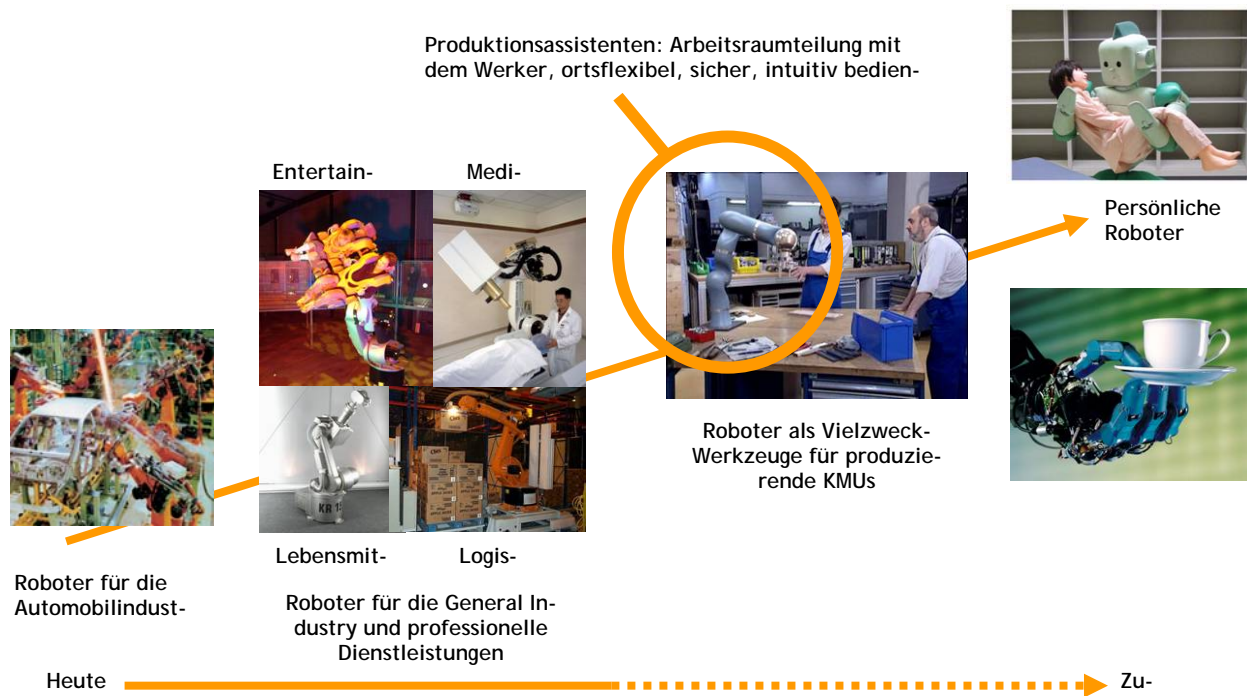 Produktionsassistenten: Arbeitsraumteilung mit
dem Werker, ortsflexibel, sicher, intuitiv bedien-
Entertain-
Medi-
Persönliche
Roboter
Roboter als Vielzweck-
Werkzeuge für produzie-
rende KMUs
KR 15
Lebensmit-
Logis-
Roboter für die
Automobilindust-
Roboter für die General In-
dustry und professionelle
Dienstleistungen
Heute
Zu-